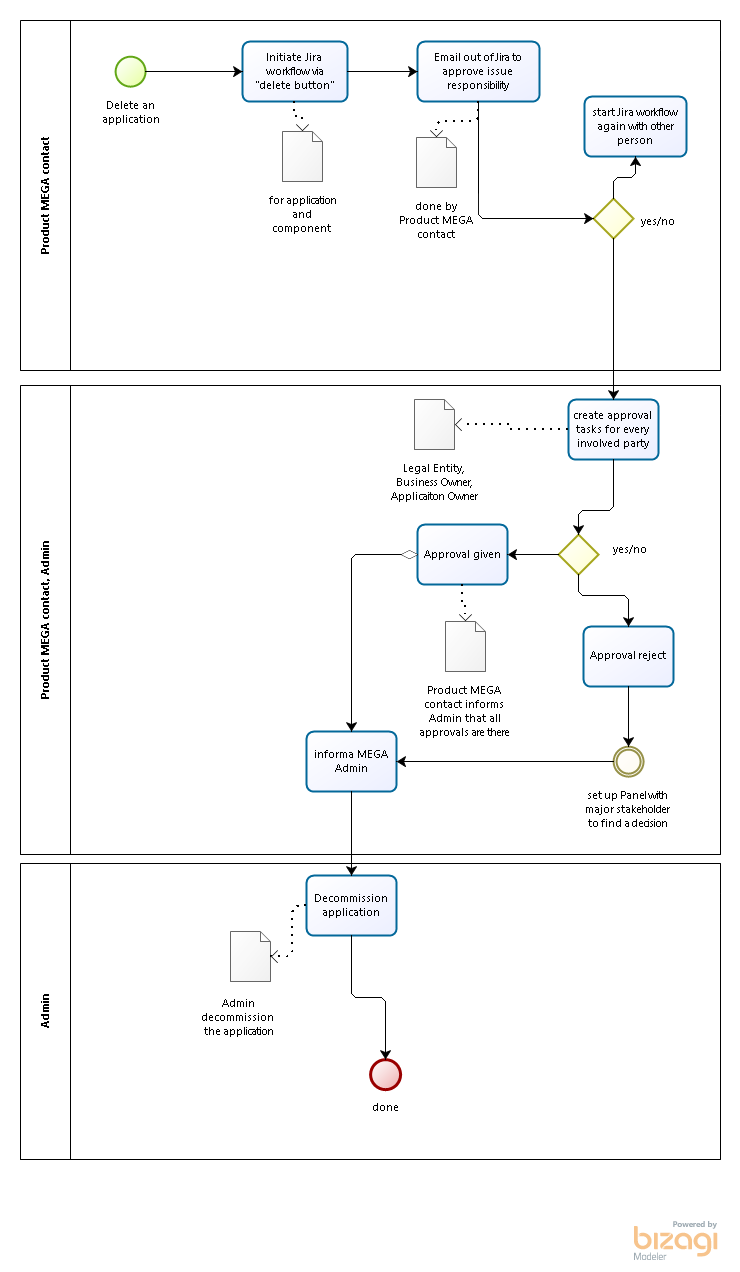 Product MEGA contact
Delete an
application
Initiate Jira
workflow via
"delete button"
Email out of Jira to
approve issue
responsibility
start Jira workflow
again with other
person
for application
and
component
done by
Product MEGA
contact
yes/no
Product MEGA contact, Admin
create approval
tasks for every
involved party
Legal Entity,
Business Owner,
Applicaiton Owner
Approval given
yes/no
Approval reject
Product MEGA
contact informs
Admin that all
approvals are there
informa MEGA
Admin
set up Panel with
major stakeholder
to find a decision
Admin
Decommission
application
Admin
decommission
the application
done
Powered by
bizagi
Modeler